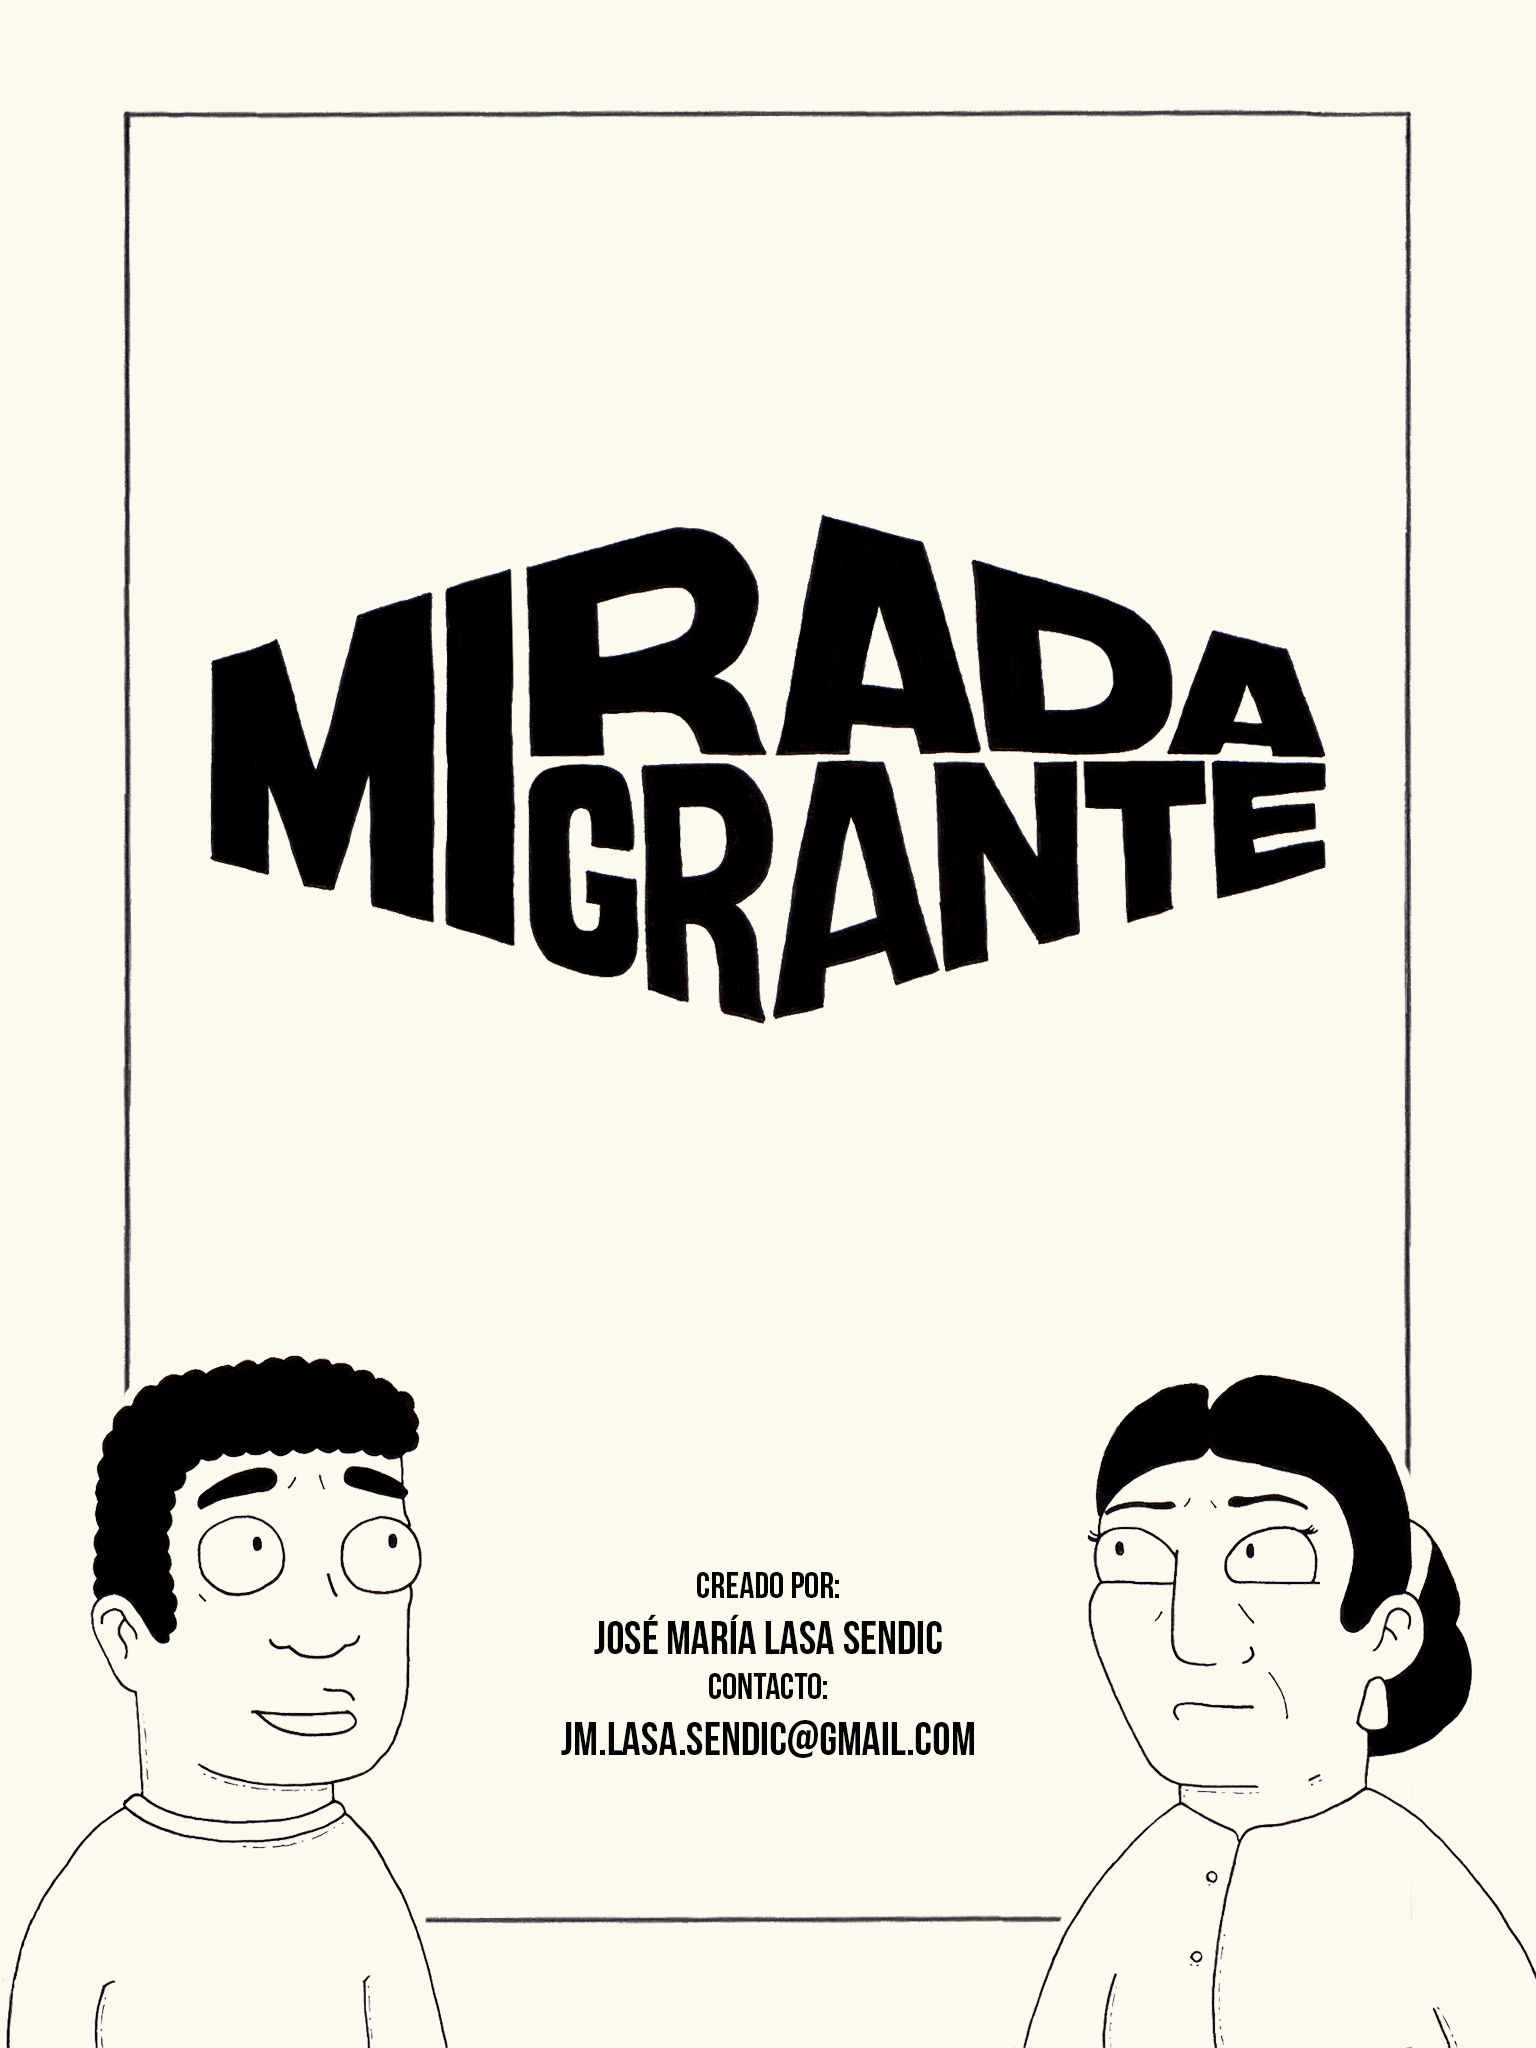 MIRADA
MIGRANTE
CREADO POR:
JOSÉ MARÍA LASA SENDIC
CONTACTO:
JM.LASA.SENDIC@GMAIL.COM